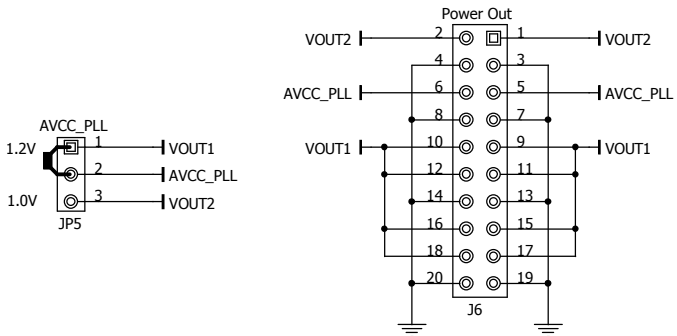 Power Out
VOUT2 2 1 VOUT2
4 3
AVCC_PLL 6 5 AVCC_PLL
8 7
VOUT1 10 9 VOUT1
12 11
14 13
16 15
18 17
20 19
J6
AVCC_PLL
1.2V 1 VOUT1
2 AVCC_PLL
1.0V 3 VOUT2
JP5